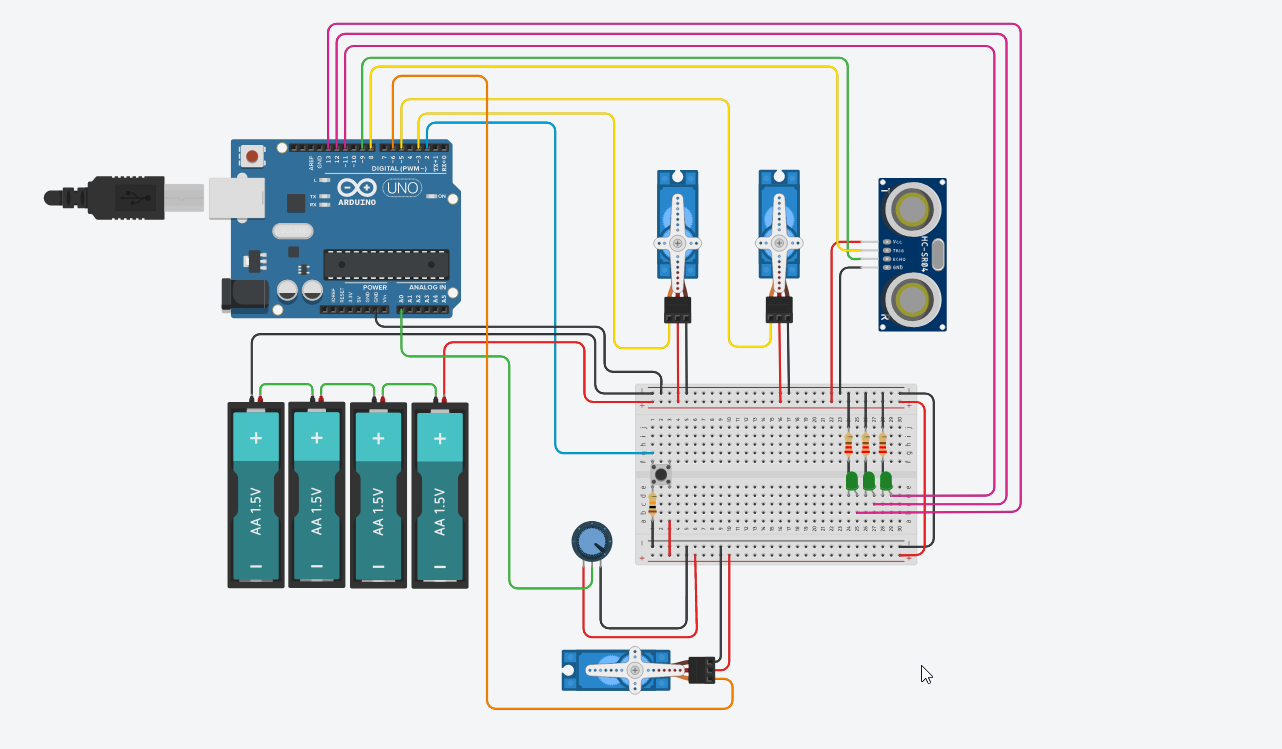 AREF
GND
13
12
~11
~10
~9
8
7
~6
~5
4
~3
2
TX→1
RX←0
DIGITAL (PWM~)
L
TX
RX
ARDUINO
UNO
ON
POWER
ANALOG IN
IOREF
RESET
3.3V
5V
GND
GND
Vin
A0
A1
A2
A3
A4
A5
+
AA 1.5V
+
AA 1.5V
+
AA 1.5V
+
AA 1.5V
T
VCC
TRIG
ECHO
GND
HC-SR04
R